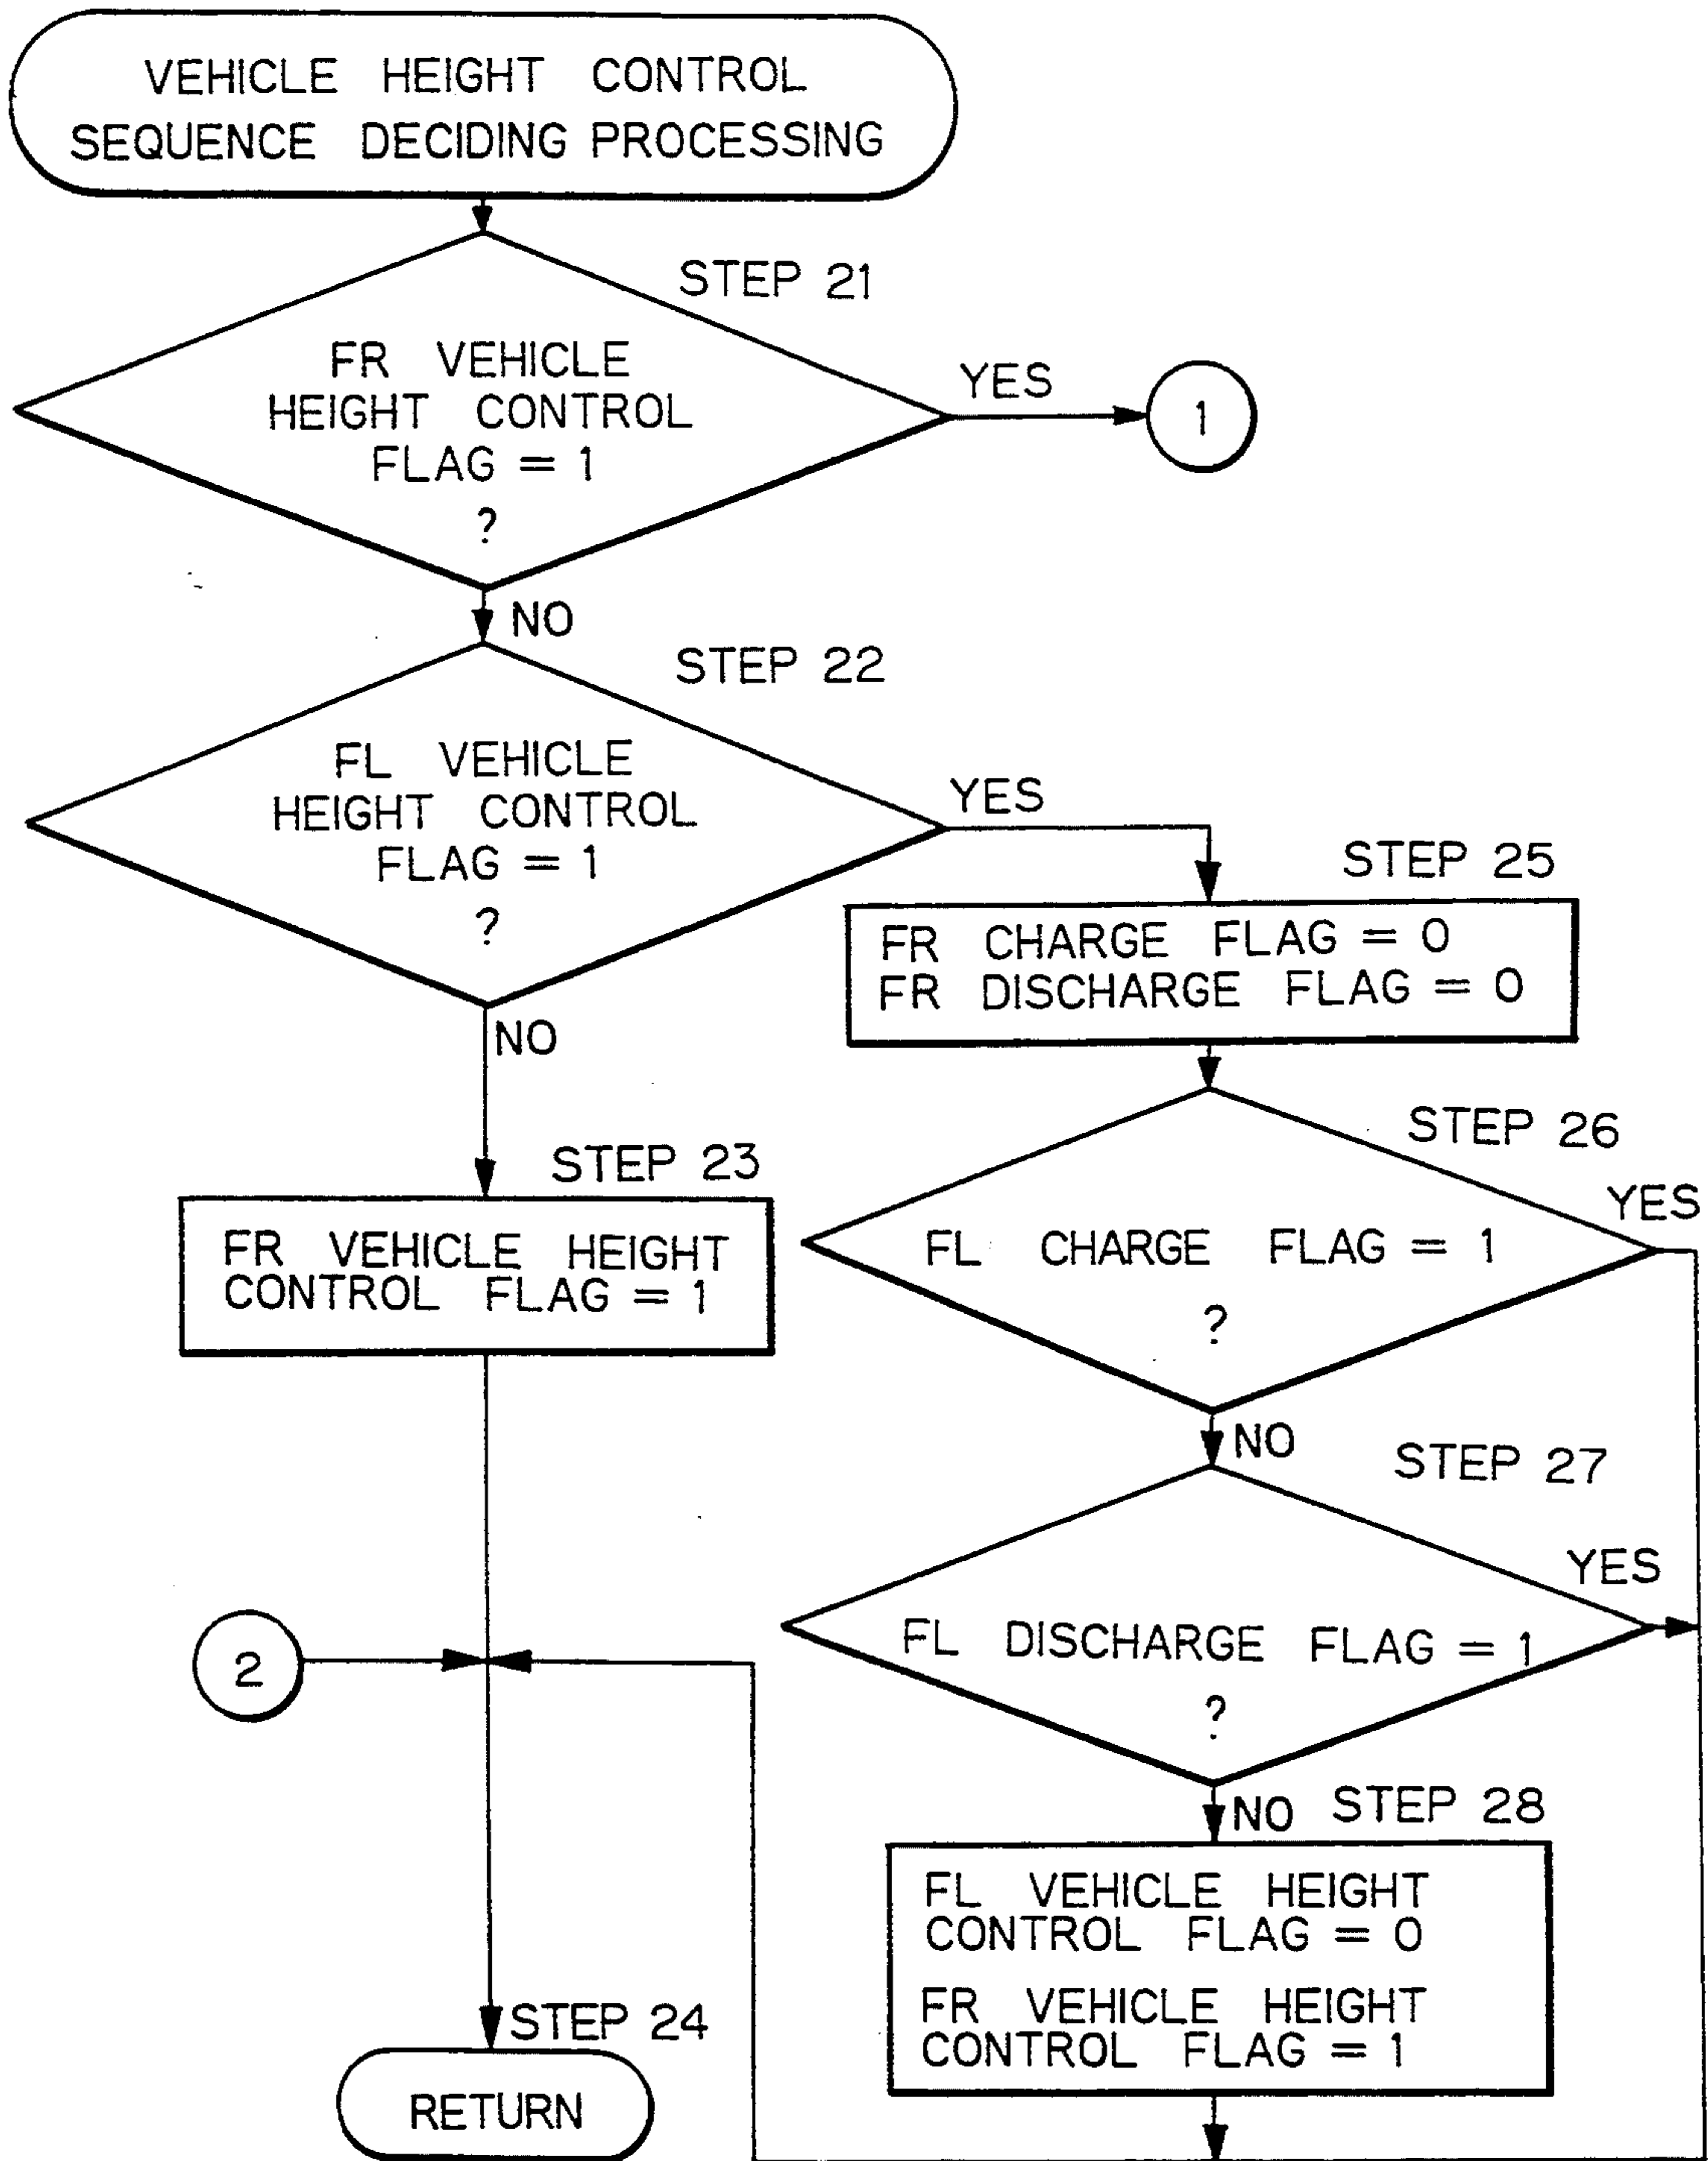 VEHICLE HEIGHT CONTROL
SEQUENCE DECIDING PROCESSING
STEP 21
FR VEHICLE
HEIGHT CONTROL
FLAG = 1
?
YES
1
NO
STEP 22
FL VEHICLE
HEIGHT CONTROL
FLAG = 1
?
YES
NO
STEP 25
FR CHARGE FLAG = 0
FR DISCHARGE FLAG = 0
STEP 23
FR VEHICLE HEIGHT
CONTROL FLAG = 1
STEP 26
FL CHARGE FLAG = 1
?
YES
NO
STEP 27
FL DISCHARGE FLAG = 1
?
YES
2
NO
STEP 28
FL VEHICLE HEIGHT
CONTROL FLAG = 0
FR VEHICLE HEIGHT
CONTROL FLAG = 1
STEP 24
RETURN